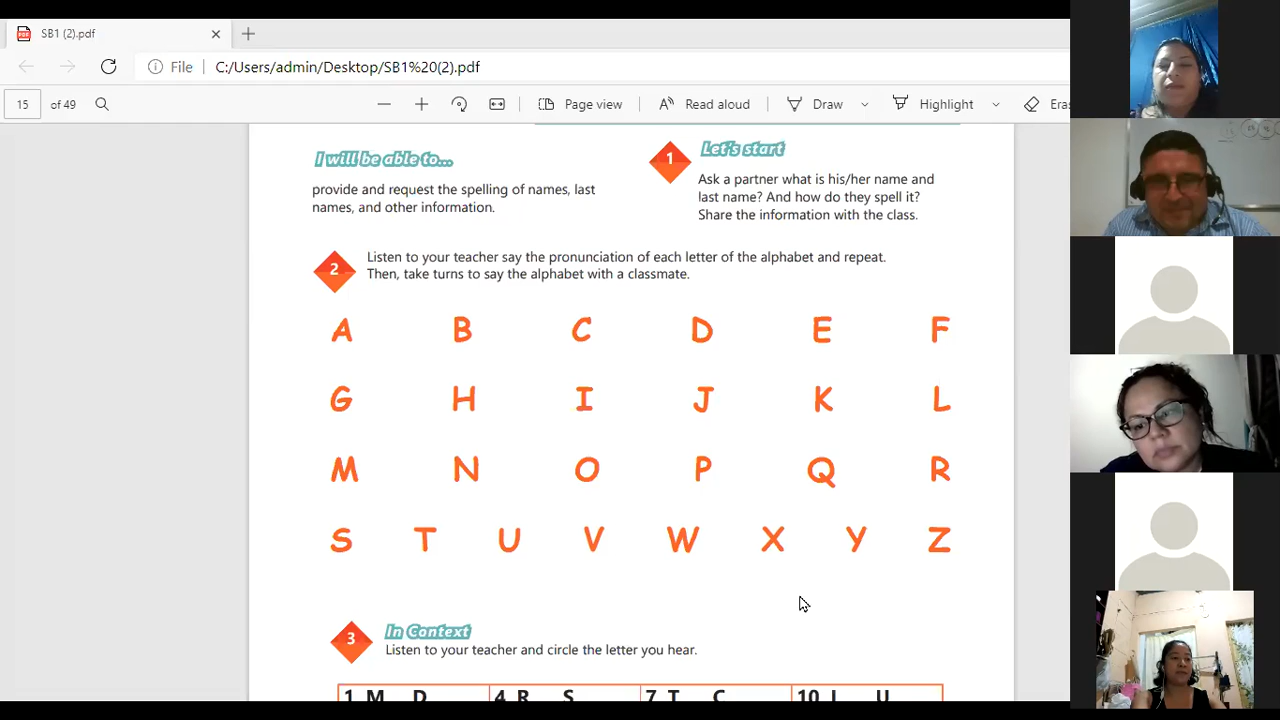 SB1 (2).pdf
File C:/Users/admin/Desktop/SB1%20(2).pdf
15 of 49 Page view Read aloud Draw Highlight Eras
I will be able to...
provide and request the spelling of names, last
names, and other information.
1 Let's start
Ask a partner what is his/her name and
last name? And how do they spell it?
Share the information with the class.
2 Listen to your teacher say the pronunciation of each letter of the alphabet and repeat.
Then, take turns to say the alphabet with a classmate.
A B C D E F
G H I J K L
M N O P Q R
S T U V W X Y Z
3 In Context
Listen to your teacher and circle the letter you hear.
1 M D 4 R S 7 T C 10 L U